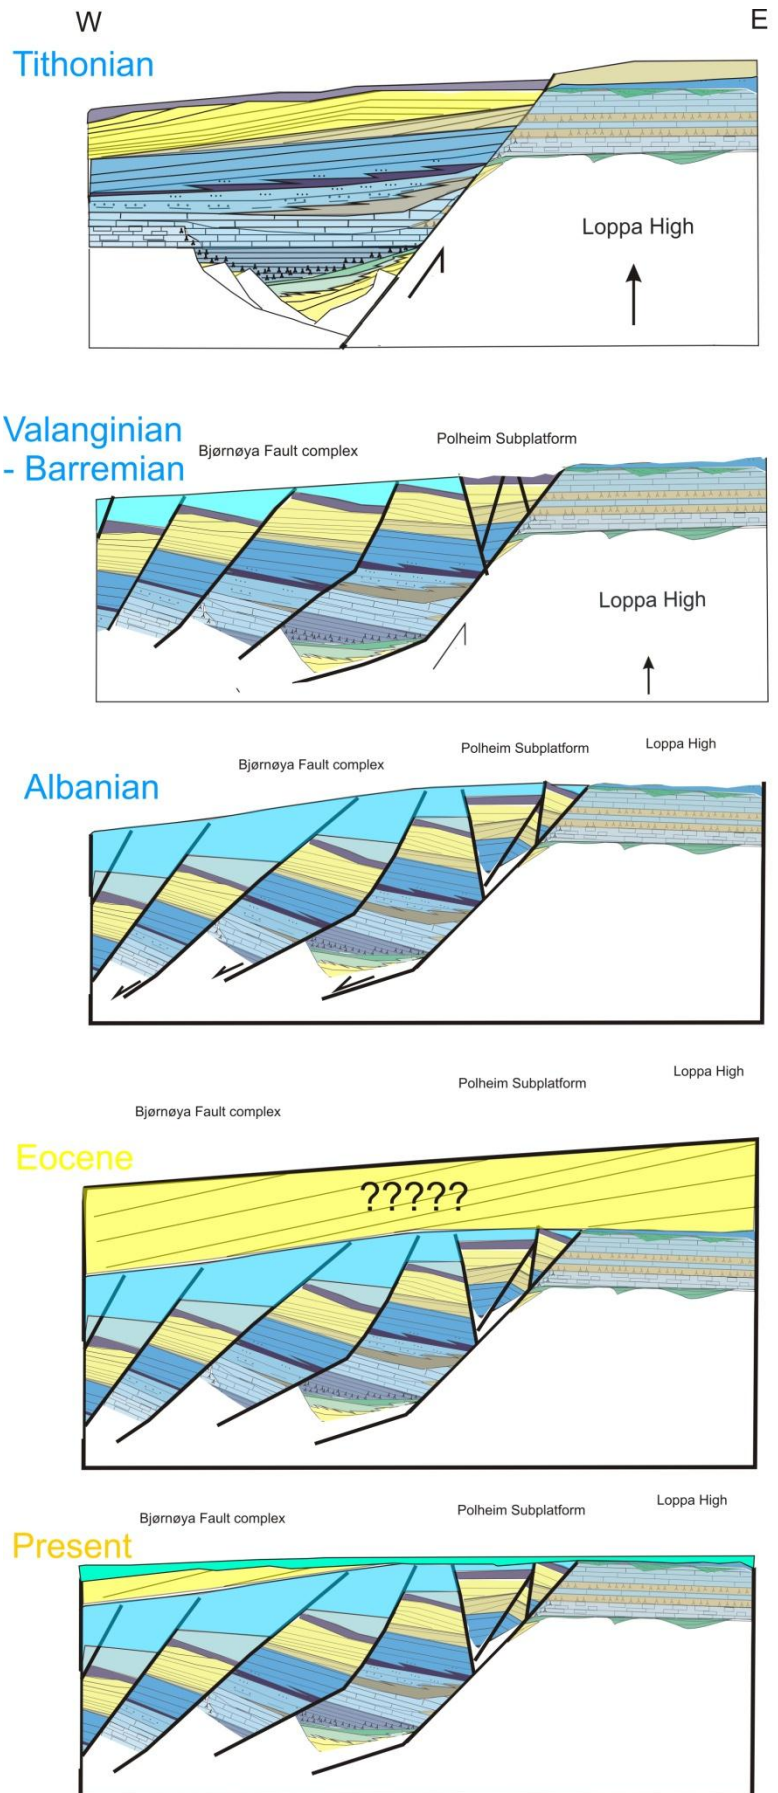 W
E
Tithonian
Loppa High
Valanginian
- Barremian
Bjørnøya Fault complex
Polheim Subplatform
Loppa High
Albanian
Bjørnøya Fault complex
Polheim Subplatform
Loppa High
Eocene
Bjørnøya Fault complex
Polheim Subplatform
Loppa High
?????
Present
Bjørnøya Fault complex
Polheim Subplatform
Loppa High